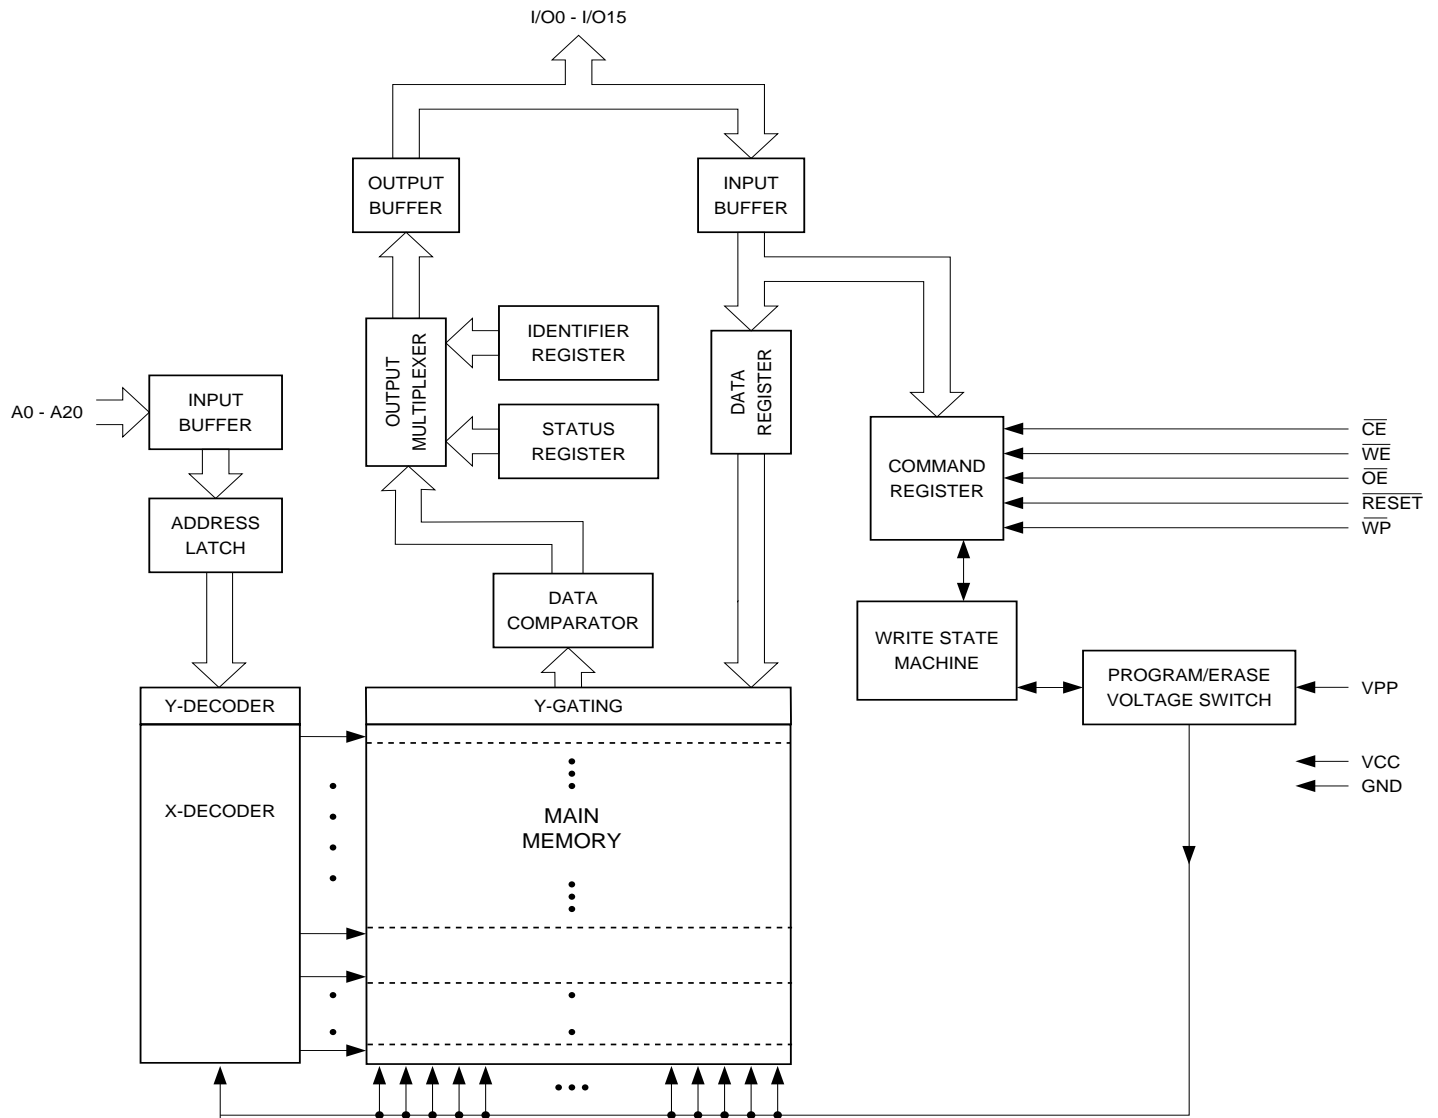 I/O0 - I/O15
OUTPUT
BUFFER
INPUT
BUFFER
IDENTIFIER
REGISTER
OUTPUT
MULTIPLEXER
DATA
REGISTER
A0 - A20
INPUT
BUFFER
STATUS
REGISTER
COMMAND
REGISTER
CE
WE
OE
RESET
WP
ADDRESS
LATCH
DATA
COMPARATOR
WRITE STATE
MACHINE
PROGRAM/ERASE
VOLTAGE SWITCH
VPP
Y-DECODER
Y-GATING
VCC
GND
X-DECODER
MAIN
MEMORY